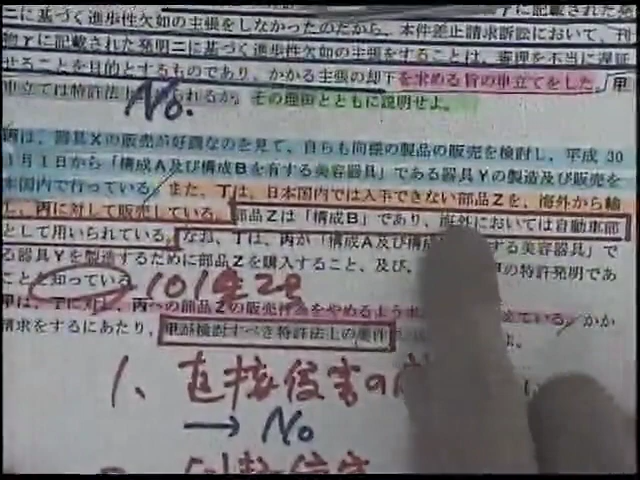 ニに基づく進歩性欠如の主張をしなかったのだから、本件差止請求訴訟において、刊
物Yに記載された発明ニに基づく進歩性欠如の主張をすることは、審理を不当に遅延
せることを目的とするものであり、かかる主張の却下を求める旨の申立てをした。甲
申立ては特許法 れるか。その理由とともに説明せよ。
No.
丙は、器具Xの販売が好調なのを見て、自らも同様の製品の販売を検討し、平成 30
月1日から「構成A及び構成Bを有する美容器具」である器具Yの製造及び販売を
本国内で行っている。また、丁は、日本国内では入手できない部品Zを、海外から輸
し、丙に対して販売している。部品Zは「構成B」であり、海外においては自動車部
として用いられている。なお、丁は、丙が「構成A及び構成 する美容器具」で
る器具Yを製造するために部品Zを購入すること、及び、 の特許発明であ
ことを知っている 101条2号
甲は、丁に対し、丙への部品Zの販売行為をやめるよう求 ている。かか
請求をするにあたり、甲が検討すべき特許法上の要件 よ。
1、直接侵害の
→ No